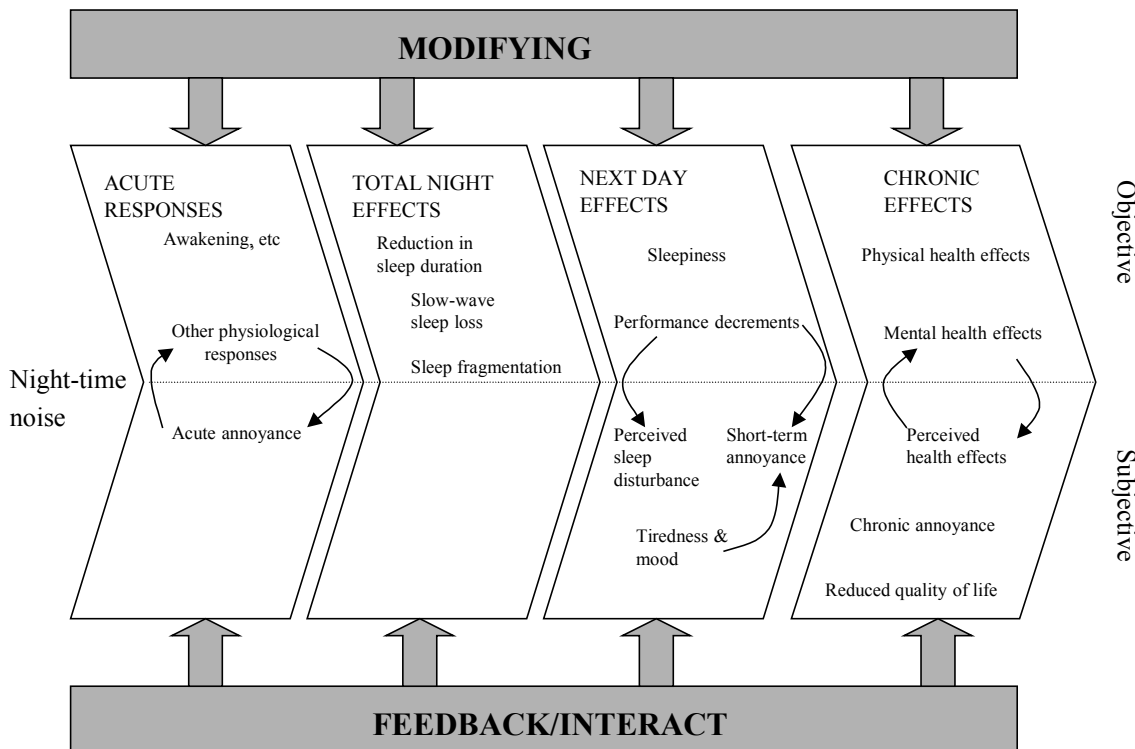 MODIFYING
ACUTE
RESPONSES
Awakening, etc
Other physiological
responses
Acute annoyance
TOTAL NIGHT
EFFECTS
Reduction in
sleep duration
Slow-wave
sleep loss
Sleep fragmentation
NEXT DAY
EFFECTS
Sleepiness
Performance decrements
Perceived
sleep
disturbance
Short-term
annoyance
Tiredness &
mood
CHRONIC
EFFECTS
Physical health effects
Mental health effects
Perceived
health effects
Chronic annoyance
Reduced quality of life
Objective
Subjective
Night-time
noise
FEEDBACK/INTERACT